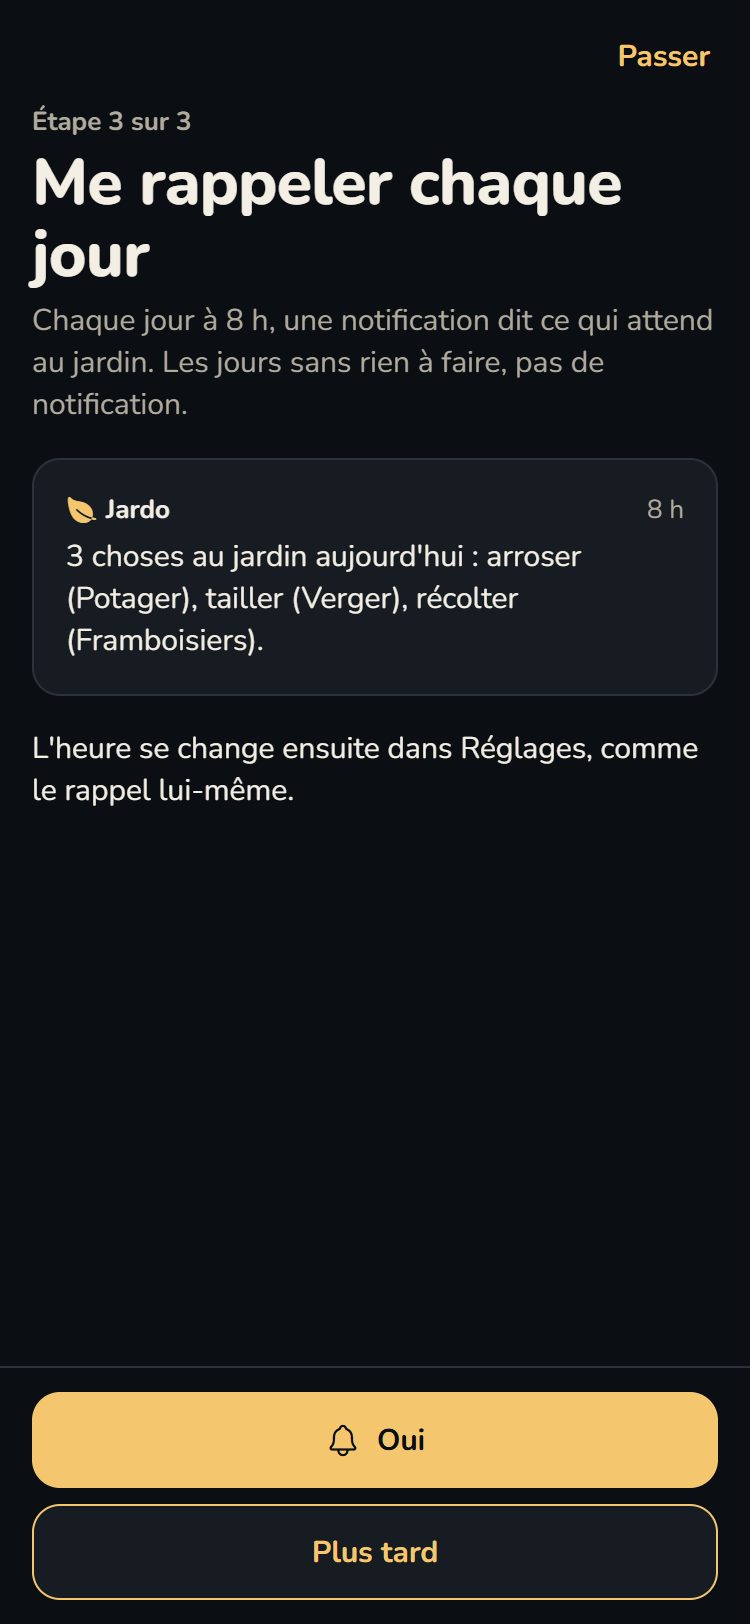 Passer
Étape 3 sur 3
Me rappeler chaque
jour
Chaque jour à 8 h, une notification dit ce qui attend
au jardin. Les jours sans rien à faire, pas de
notification.
Jardo 8 h
3 choses au jardin aujourd'hui : arroser
(Potager), tailler (Verger), récolter
(Framboisiers).
L'heure se change ensuite dans Réglages, comme
le rappel lui-même.
Oui
Plus tard